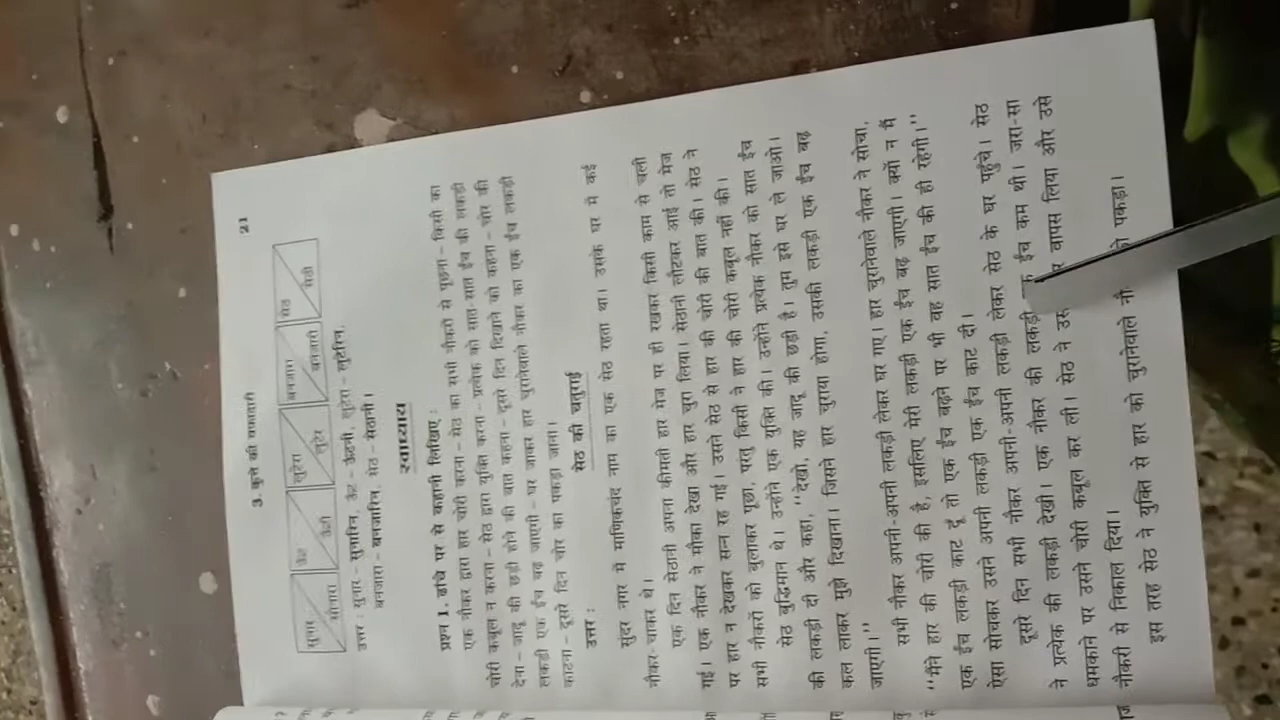 21
3. कुत्ते की वफादारी
सुनार
सुनारिन
ऊँट
ऊँटनी
लुटेरा
लुटेरिन
बनजारा
बनजारिन
सेठ
सेठानी
उत्तर : सुनार – सुनारिन, ऊँट – ऊँटनी, लुटेरा – लुटेरिन,
बनजारा – बनजारिन, सेठ – सेठानी।
स्वाध्याय
प्रश्न 1. ढाँचे पर से कहानी लिखिए :
एक नौकर द्वारा हार चोरी जाना – सेठ का सभी नौकरों से पूछना – किसी का
चोरी कबूल न करना – सेठ द्वारा युक्ति करना – प्रत्येक को सात-सात ईंच की लकड़ी
देना – जादू की छड़ी होने की बात कहना – दूसरे दिन दिखाने को कहना – चोर की
लकड़ी एक ईंच बढ़ जाएगी – घर जाकर हार चुरानेवाले नौकर का एक ईंच लकड़ी
काटना – दूसरे दिन चोर का पकड़ा जाना।
उत्तर :
सेठ की चतुराई
सुंदर नगर में माणिकचंद नाम का एक सेठ रहता था। उसके घर में कई
नौकर-चाकर थे।
एक दिन सेठानी अपना कीमती हार मेज पर ही रखकर किसी काम से चली
गई। एक नौकर ने मौका देखा और हार चुरा लिया। सेठानी लौटकर आई तो मेज
पर हार न देखकर सन्न रह गई। उसने सेठ से हार की चोरी की बात की। सेठ ने
सभी नौकरों को बुलाकर पूछा, परंतु किसी ने हार की चोरी कबूल नहीं की।
सेठ बुद्धिमान थे। उन्होंने एक युक्ति की। उन्होंने प्रत्येक नौकर को सात ईंच
की लकड़ी दी और कहा, ''देखो, यह जादू की छड़ी है। तुम इसे घर ले जाओ।
कल लाकर मुझे दिखाना। जिसने हार चुराया होगा, उसकी लकड़ी एक ईंच बढ़
जाएगी।''
सभी नौकर अपनी-अपनी लकड़ी लेकर घर गए। हार चुरानेवाले नौकर ने सोचा,
''मैंने हार की चोरी की है, इसलिए मेरी लकड़ी एक ईंच बढ़ जाएगी। क्यों न मैं
एक ईंच लकड़ी काट दूँ तो एक ईंच बढ़ने पर भी वह सात ईंच की ही रहेगी।''
ऐसा सोचकर उसने अपनी लकड़ी एक ईंच काट दी।
दूसरे दिन सभी नौकर अपनी-अपनी लकड़ी लेकर सेठ के घर पहुँचे। सेठ
ने प्रत्येक की लकड़ी देखी। एक नौकर की लकड़ी ईंच कम थी। जरा-सा
धमकाने पर उसने चोरी कबूल कर ली। सेठ ने वापस लिया और उसे
नौकरी से निकाल दिया।
इस तरह सेठ ने युक्ति से हार को चुरानेवाले पकड़ा।